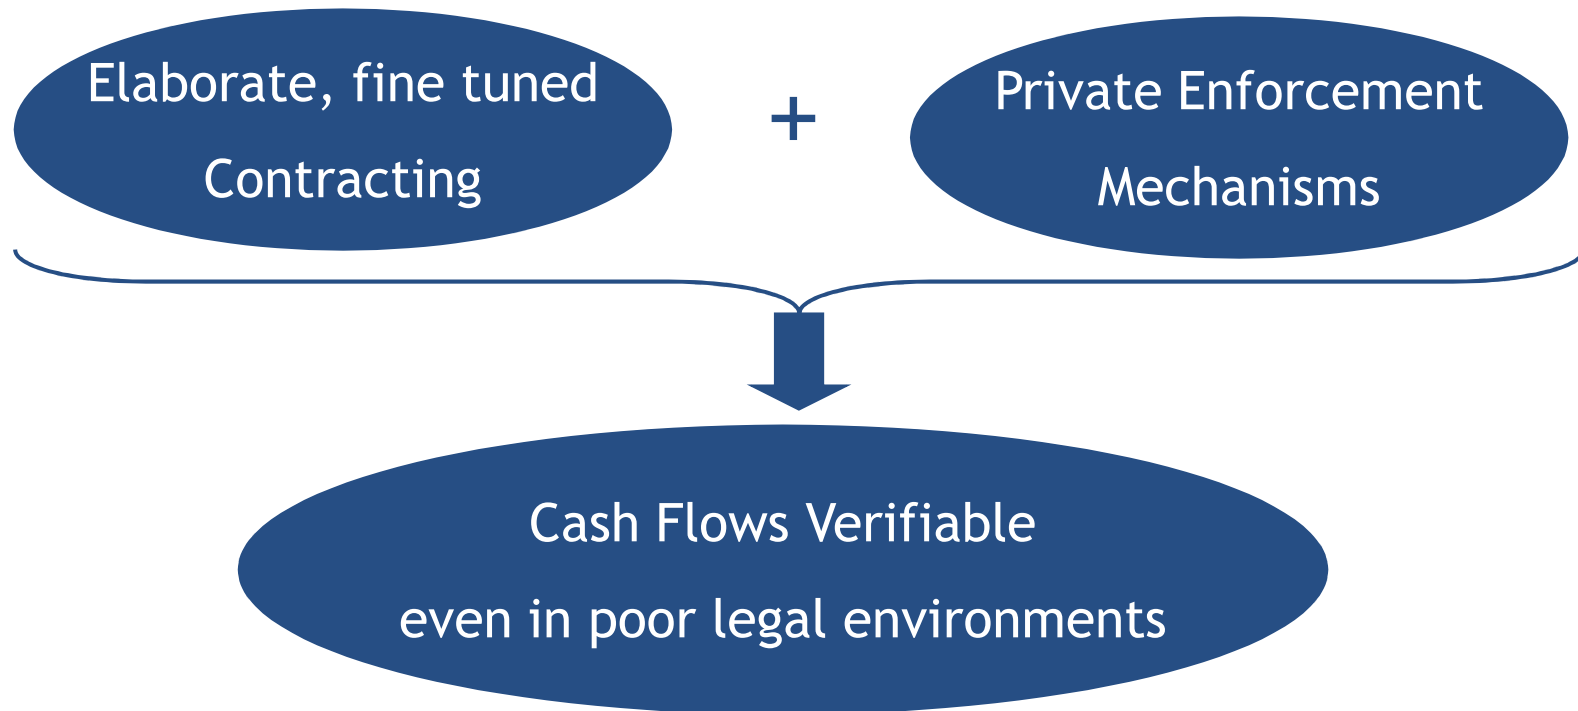 Elaborate, fine tuned
Contracting
+
Private Enforcement
Mechanisms
Cash Flows Verifiable
even in poor legal environments